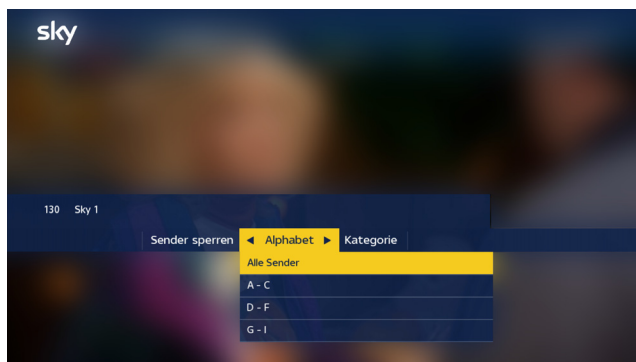 sky
130 Sky 1
Sender sperren ◄ Alphabet ► Kategorie
Alle Sender
A - C
D - F
G - I